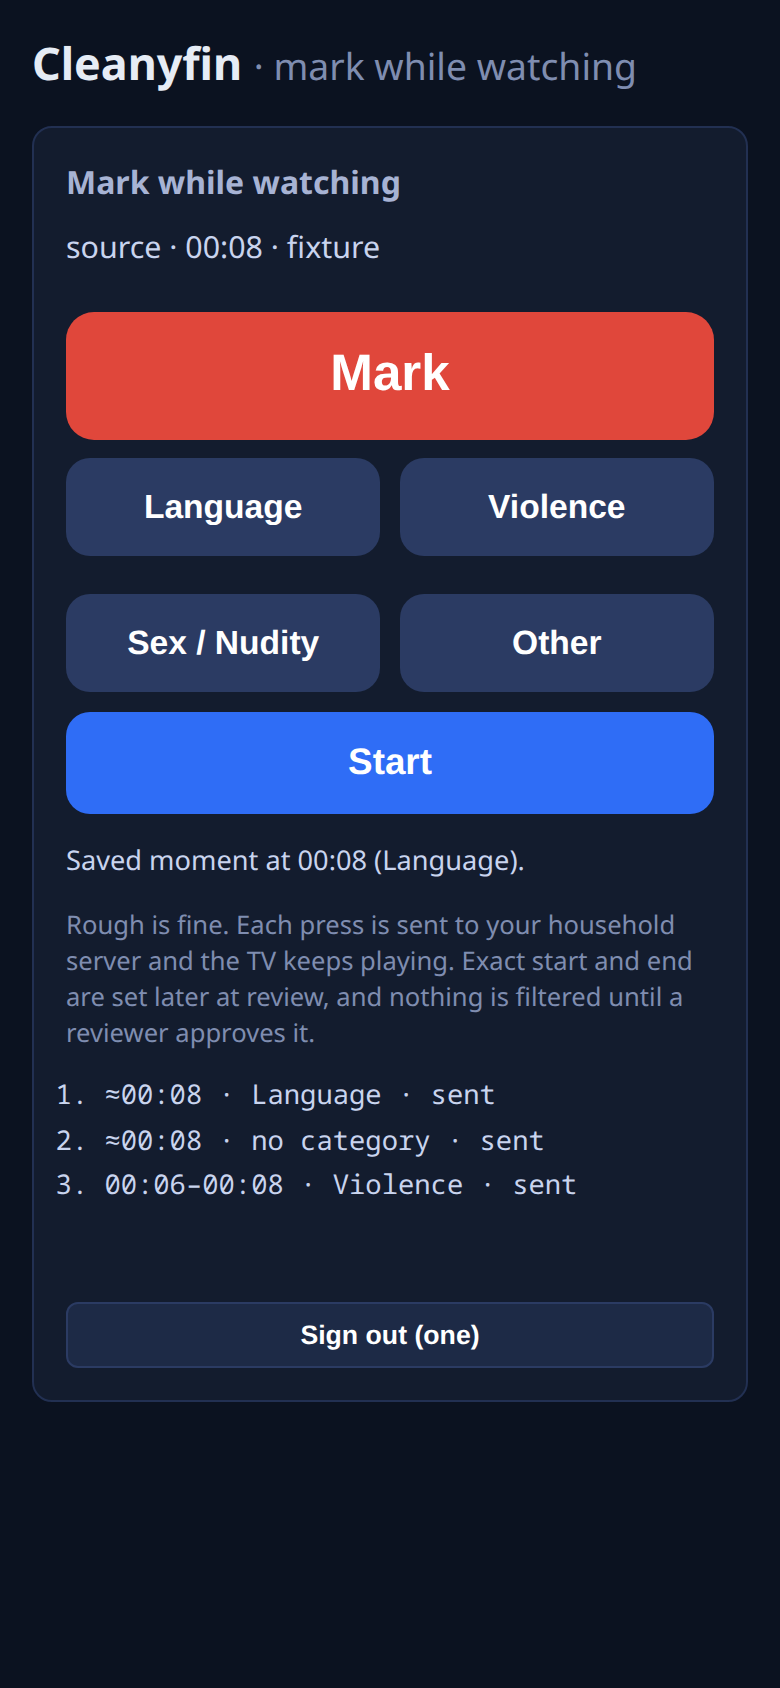 Cleanyfin · mark while watching
Mark while watching
source · 00:08 · fixture
Mark
Language
Violence
Sex / Nudity
Other
Start
Saved moment at 00:08 (Language).
Rough is fine. Each press is sent to your household
server and the TV keeps playing. Exact start and end
are set later at review, and nothing is filtered until a
reviewer approves it.
1. ≈00:08 · Language · sent
2. ≈00:08 · no category · sent
3. 00:06–00:08 · Violence · sent
Sign out (one)